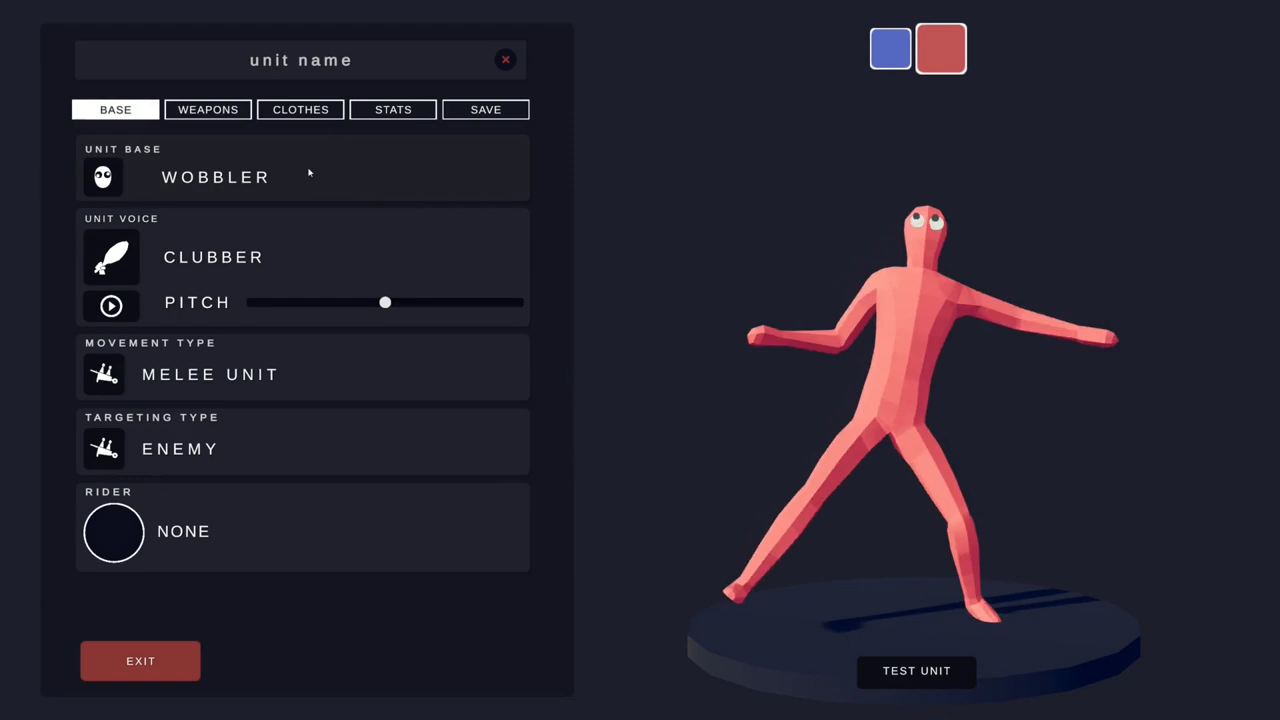 unit name
BASE WEAPONS CLOTHES STATS SAVE
UNIT BASE
WOBBLER
UNIT VOICE
CLUBBER
PITCH
MOVEMENT TYPE
MELEE UNIT
TARGETING TYPE
ENEMY
RIDER
NONE
EXIT
TEST UNIT